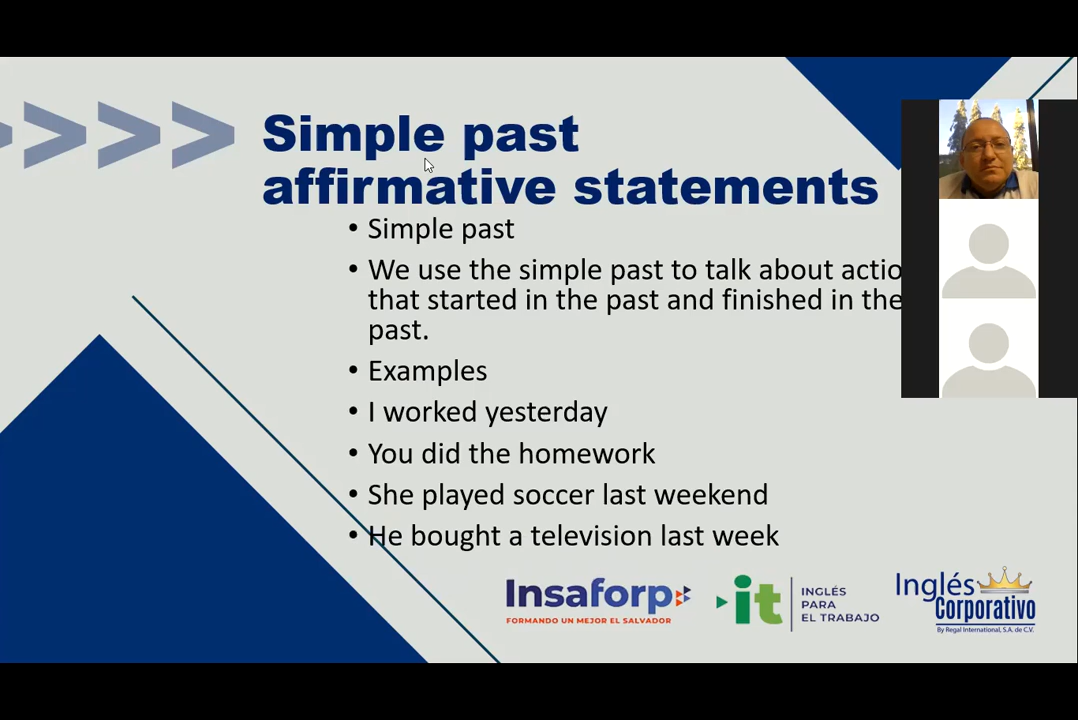 Simple past
affirmative statements
• Simple past
• We use the simple past to talk about
that started in the past and finished in the
past.
• Examples
• I worked yesterday
• You did the homework
• She played soccer last weekend
• He bought a television last week
Insaforp
FORMANDO UN MEJOR EL SALVADOR
it
INGLÉS
PARA
EL TRABAJO
Inglés
Corporativo
By Regal International, S.A. de C.V.